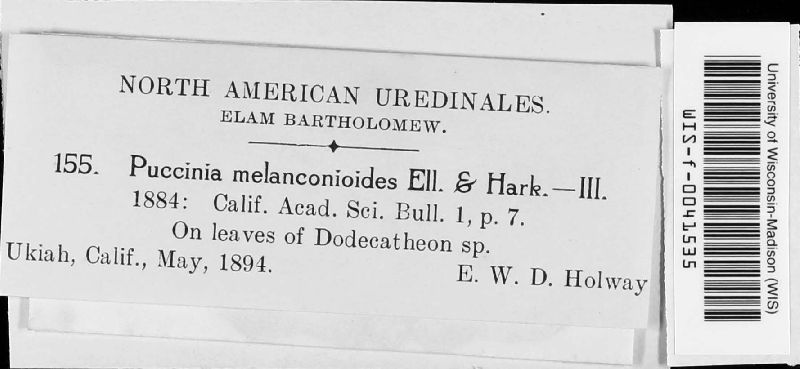 NORTH AMERICAN UREDINALES.
ELAM BARTHOLOMEW.
155. Puccinia melanconioides Ell. & Hark.—III.
1884: Calif. Acad. Sci. Bull. 1, p. 7.
On leaves of Dodecatheon sp.
Ukiah, Calif., May, 1894. E. W. D. Holway
University of Wisconsin-Madison (WIS)
WIS-f-0041535